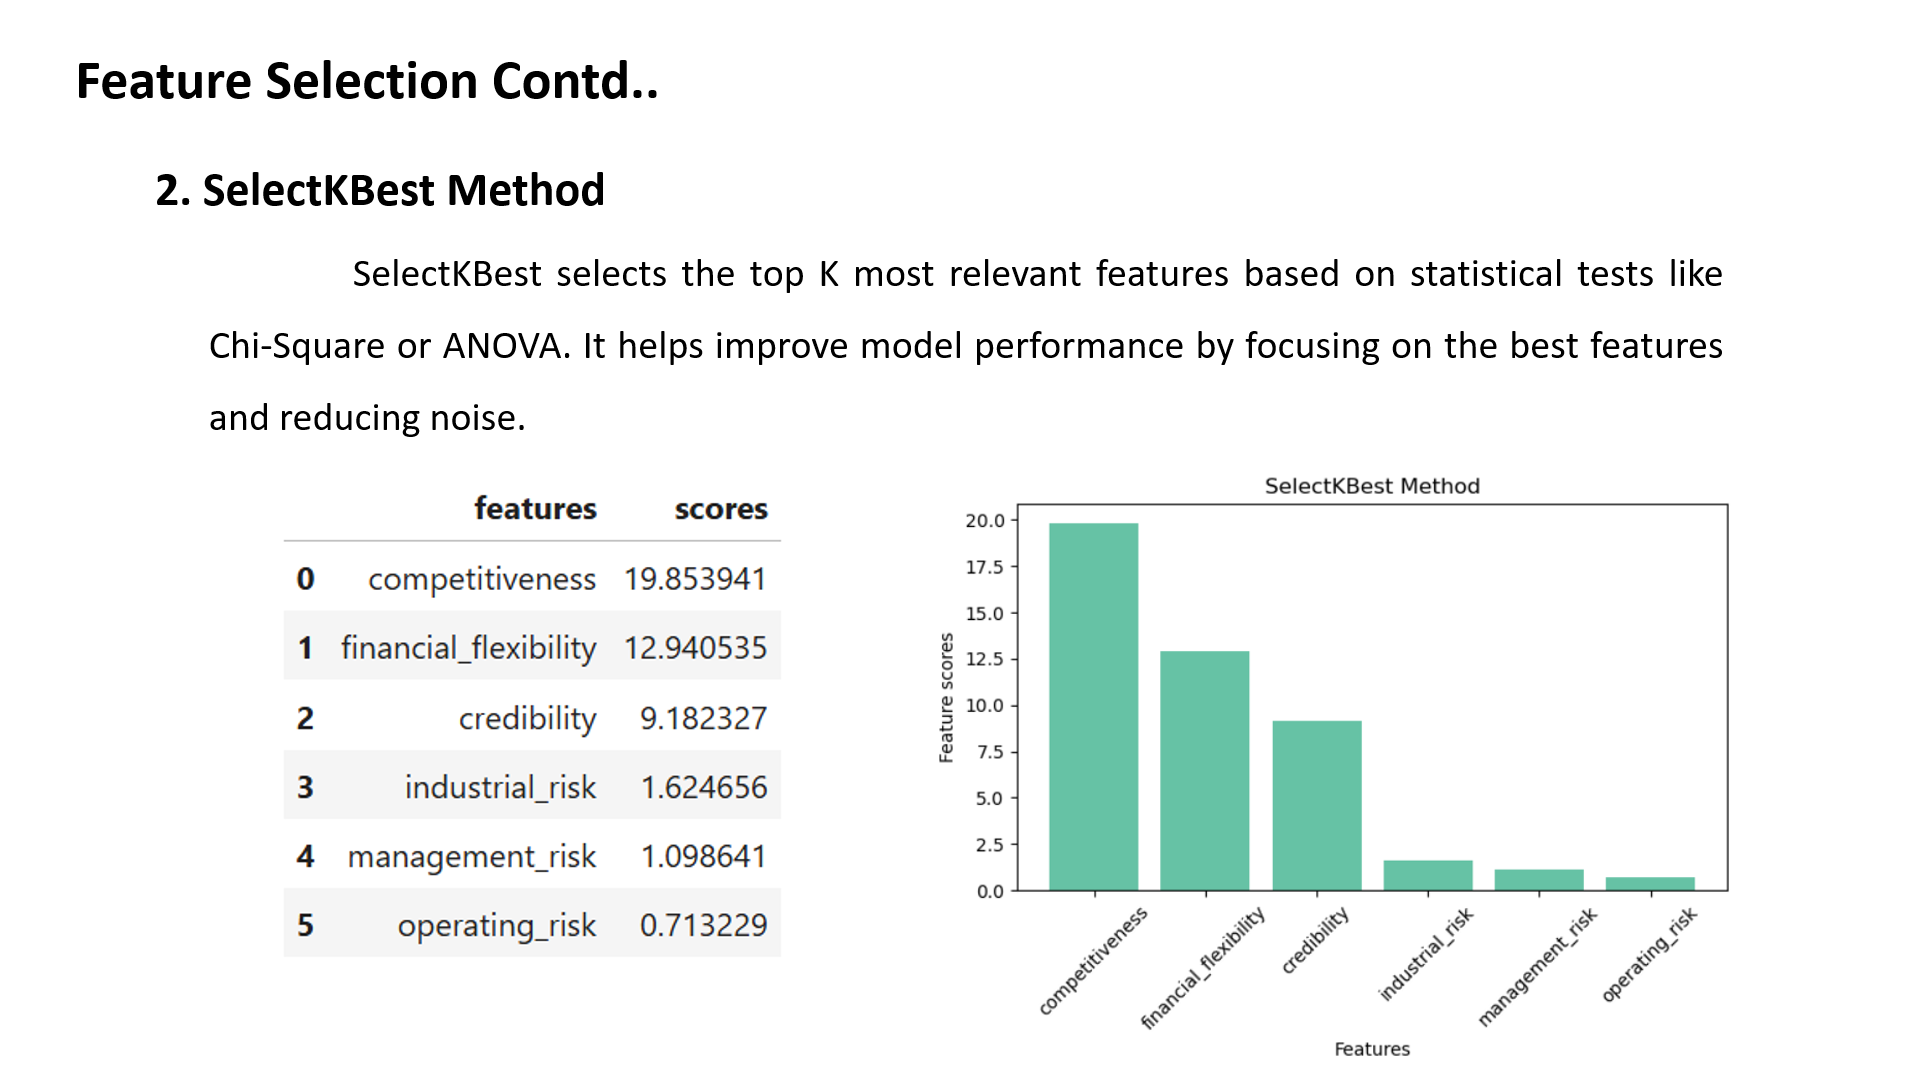 Feature Selection Contd..
2. SelectKBest Method
SelectKBest selects the top K most relevant features based on statistical tests like
Chi-Square or ANOVA. It helps improve model performance by focusing on the best features
and reducing noise.
features scores
0 competitiveness 19.853941
1 financial_flexibility 12.940535
2 credibility 9.182327
3 industrial_risk 1.624656
4 management_risk 1.098641
5 operating_risk 0.713229
SelectKBest Method
Feature scores
20.0
17.5
15.0
12.5
10.0
7.5
5.0
2.5
0.0
competitiveness
financial_flexibility
credibility
industrial_risk
management_risk
operating_risk
Features